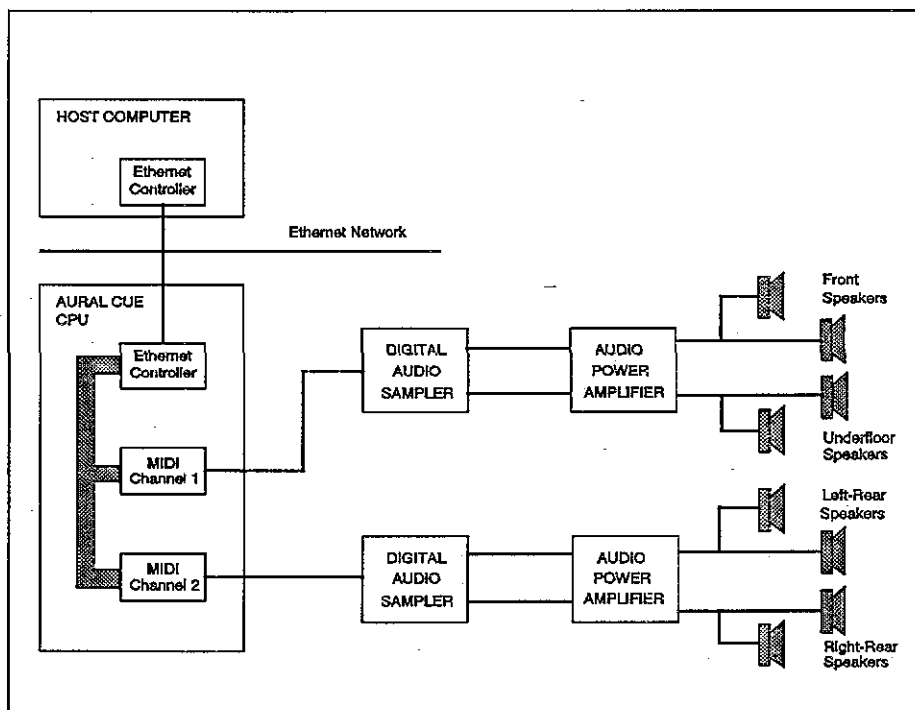 HOST COMPUTER
Ethernet
Controller
Ethernet Network
AURAL CUE
CPU
Ethernet
Controller
MIDI
Channel 1
MIDI
Channel 2
DIGITAL
AUDIO
SAMPLER
AUDIO
POWER
AMPLIFIER
Front
Speakers
Underfloor
Speakers
DIGITAL
AUDIO
SAMPLER
AUDIO
POWER
AMPLIFIER
Left-Rear
Speakers
Right-Rear
Speakers